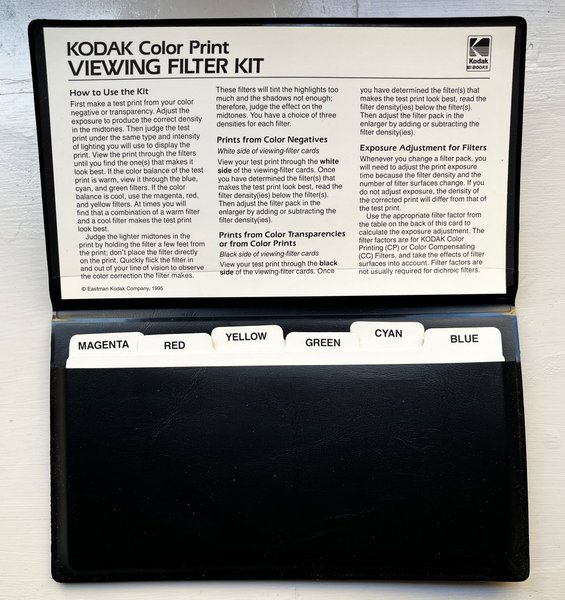 KODAK Color Print
VIEWING FILTER KIT
Kodak
BOOKS
How to Use the Kit
First make a test print from your color
negative or transparency. Adjust the
exposure to produce the correct density
in the midtones. Then judge the test
print under the same type and intensity
of lighting you will use to display the
print. View the print through the filters
until you find the one(s) that makes it
look best. If the color balance of the test
print is warm, view it through the blue,
cyan, and green filters. If the color
balance is cool, use the magenta, red,
and yellow filters. At times you will
find that a combination of a warm filter
and a cool filter makes the test print
look best.
Judge the lighter midtones in the
print by holding the filter a few feet from
the print; don't place the filter directly
on the print. Quickly flick the filter in
and out of your line of vision to observe
the color correction the filter makes.
© Eastman Kodak Company, 1995
These filters will tint the highlights too
much and the shadows not enough;
therefore, judge the effect on the
midtones. You have a choice of three
densities for each filter.
Prints from Color Negatives
White side of viewing-filter cards
View your test print through the white
side of the viewing-filter cards. Once
you have determined the filter(s) that
makes the test print look best, read the
filter density(ies) below the filter(s).
Then adjust the filter pack in the
enlarger by adding or subtracting the
filter density(ies).
Prints from Color Transparencies
or from Color Prints
Black side of viewing-filter cards
View your test print through the black
side of the viewing-filter cards. Once
you have determined the filter(s) that
makes the test print look best, read the
filter density(ies) below the filter(s).
Then adjust the filter pack in the
enlarger by adding or subtracting the
filter density(ies).
Exposure Adjustment for Filters
Whenever you change a filter pack, you
will need to adjust the print exposure
time because the filter density and the
number of filter surfaces change. If you
do not adjust exposure, the density of
the corrected print will differ from that of
the test print.
Use the appropriate filter factor from
the table on the back of this card to
calculate the exposure adjustment. The
filter factors are for KODAK Color
Printing (CP) or Color Compensating
(CC) Filters, and take the effects of filter
surfaces into account. Filter factors are
not usually required for dichroic filters.
MAGENTA
RED
YELLOW
GREEN
CYAN
BLUE